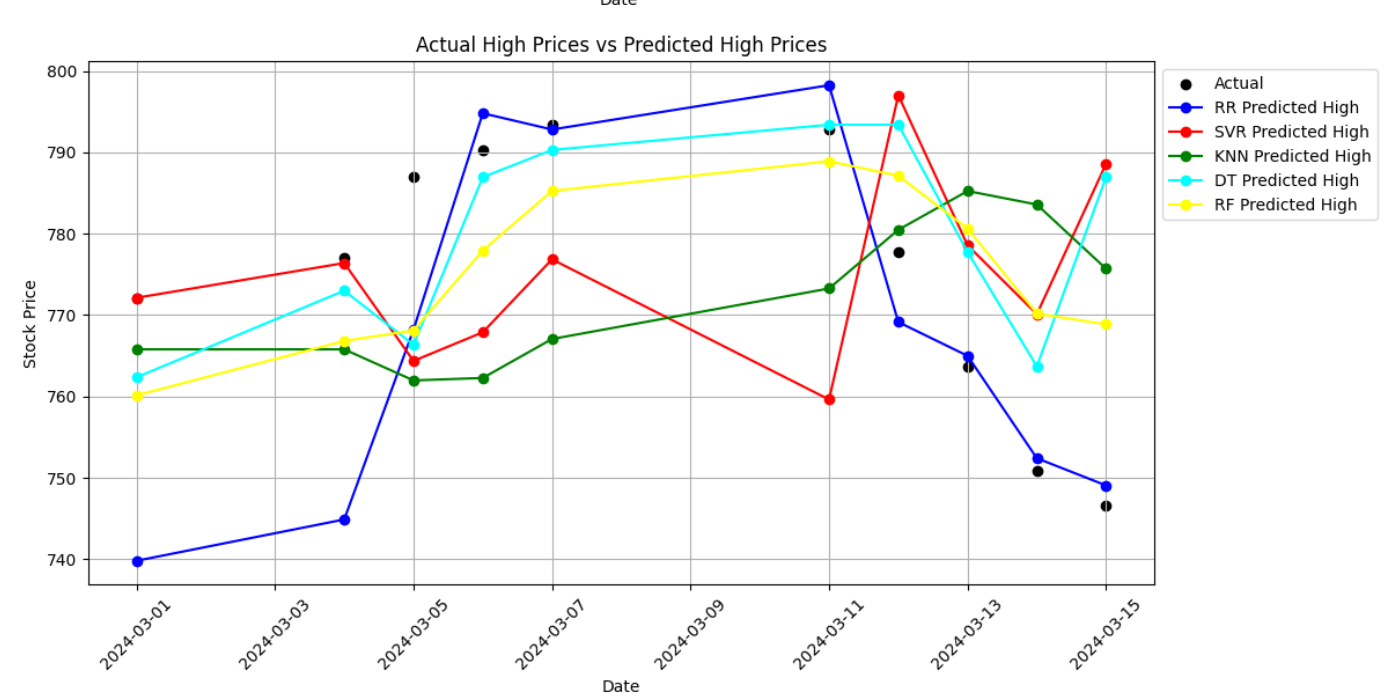 Date
Actual High Prices vs Predicted High Prices
800
790
780
770
760
750
740
Stock Price
2024-03-01
2024-03-03
2024-03-05
2024-03-07
2024-03-09
2024-03-11
2024-03-13
2024-03-15
Date
Actual
RR Predicted High
SVR Predicted High
KNN Predicted High
DT Predicted High
RF Predicted High